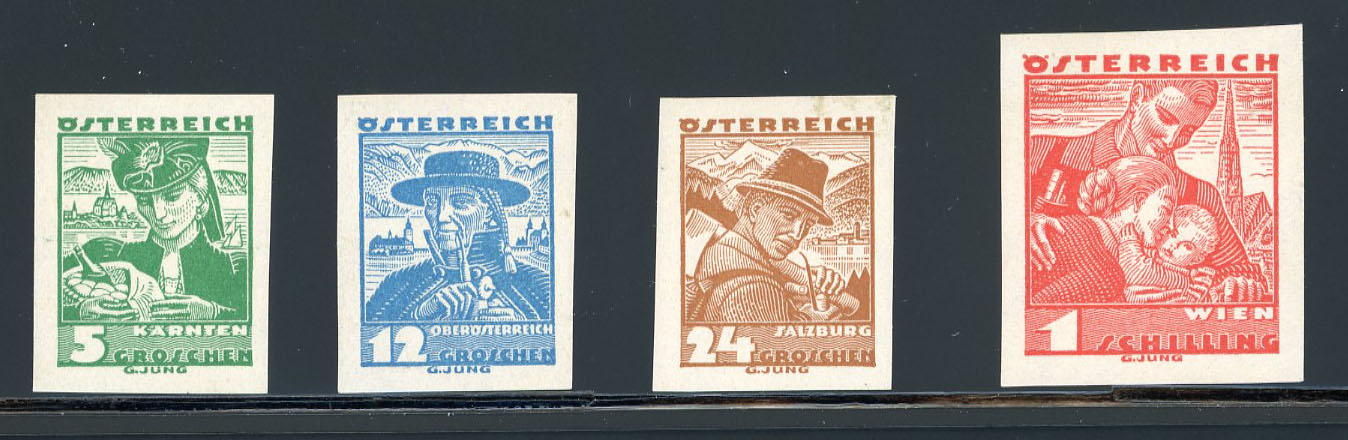 ÖSTERREICH
KÄRNTEN
5 GROSCHEN
G.JUNG
ÖSTERREICH
OBERÖSTERREICH
12 GROSCHEN
G.JUNG
ÖSTERREICH
SALZBURG
24 GROSCHEN
G.JUNG
ÖSTERREICH
WIEN
1 SCHILLING
G.JUNG